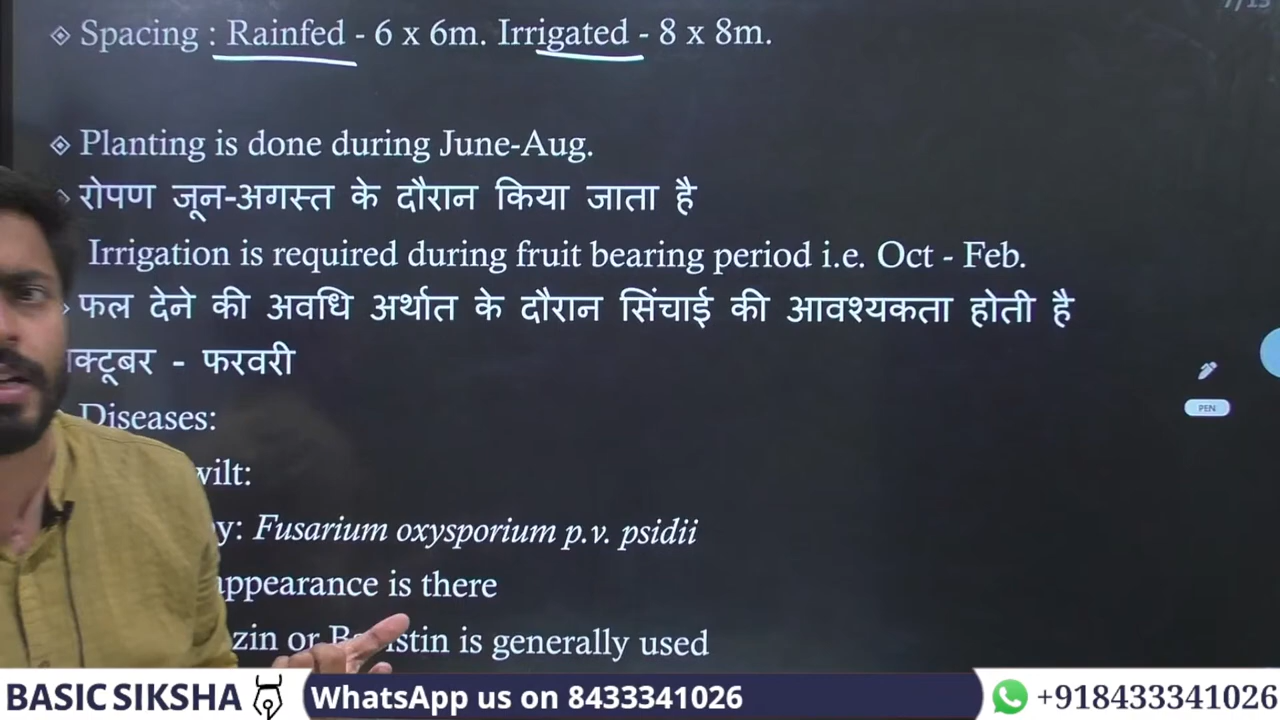 Spacing : Rainfed - 6 x 6m. Irrigated - 8 x 8m.
Planting is done during June-Aug.
रोपण जून-अगस्त के दौरान किया जाता है
Irrigation is required during fruit bearing period i.e. Oct - Feb.
फल देने की अवधि अर्थात के दौरान सिंचाई की आवश्यकता होती है
क्टूबर - फरवरी
Diseases:
wilt:
y: Fusarium oxysporium p.v. psidii
appearance is there
zin or is generally used
PEN
BASIC SIKSHA
WhatsApp us on 8433341026
+918433341026